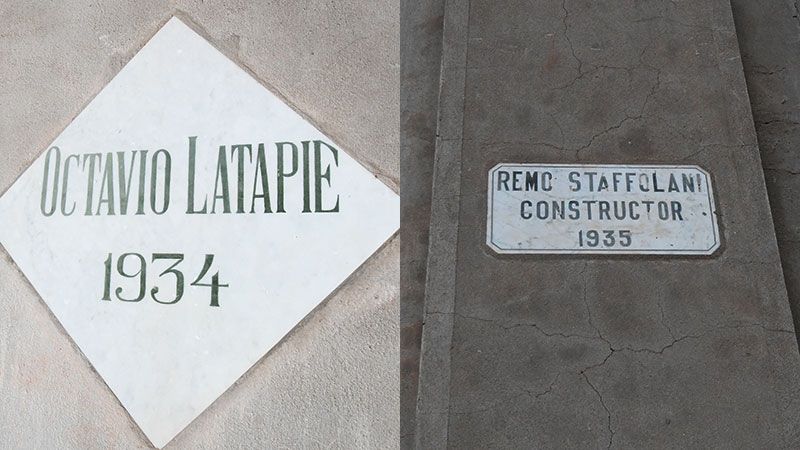 OCTAVIO LATAPIE
1934
REMO STAFFOLANI
CONSTRUCTOR
1935